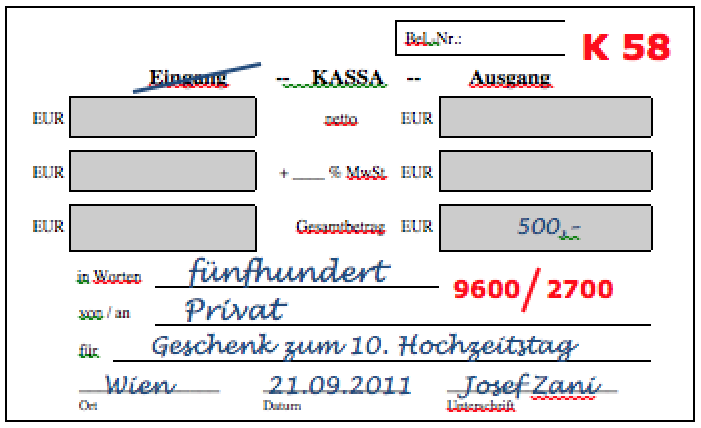 Bel.Nr.: K 58
Eingang -- KASSA -- Ausgang
EUR netto EUR
EUR + ___ % MwSt. EUR
EUR Gesamtbetrag EUR 500,-
in Worten fünfhundert
9600/2700
von / an Privat
für Geschenk zum 10. Hochzeitstag
Wien 21.09.2011 Josef Zani
Ort Datum Unterschrift